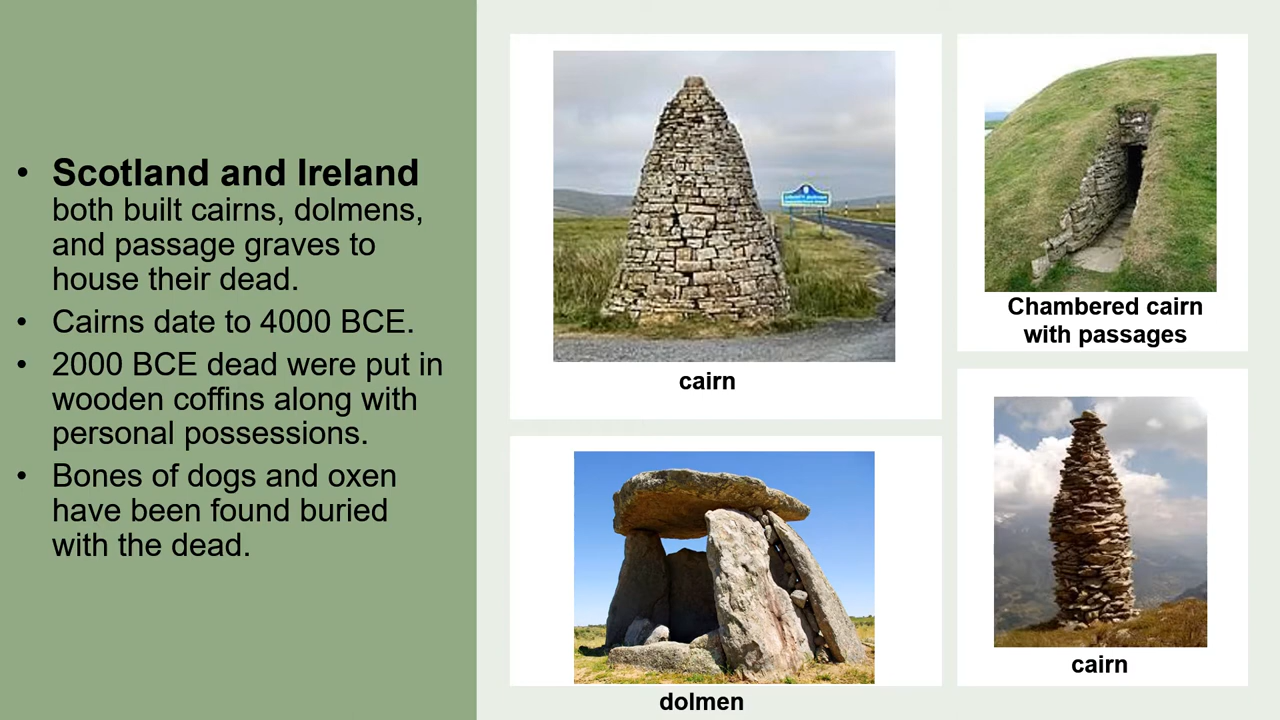 • Scotland and Ireland
both built cairns, dolmens,
and passage graves to
house their dead.
• Cairns date to 4000 BCE.
• 2000 BCE dead were put in
wooden coffins along with
personal possessions.
• Bones of dogs and oxen
have been found buried
with the dead.
cairn
Chambered cairn
with passages
dolmen
cairn